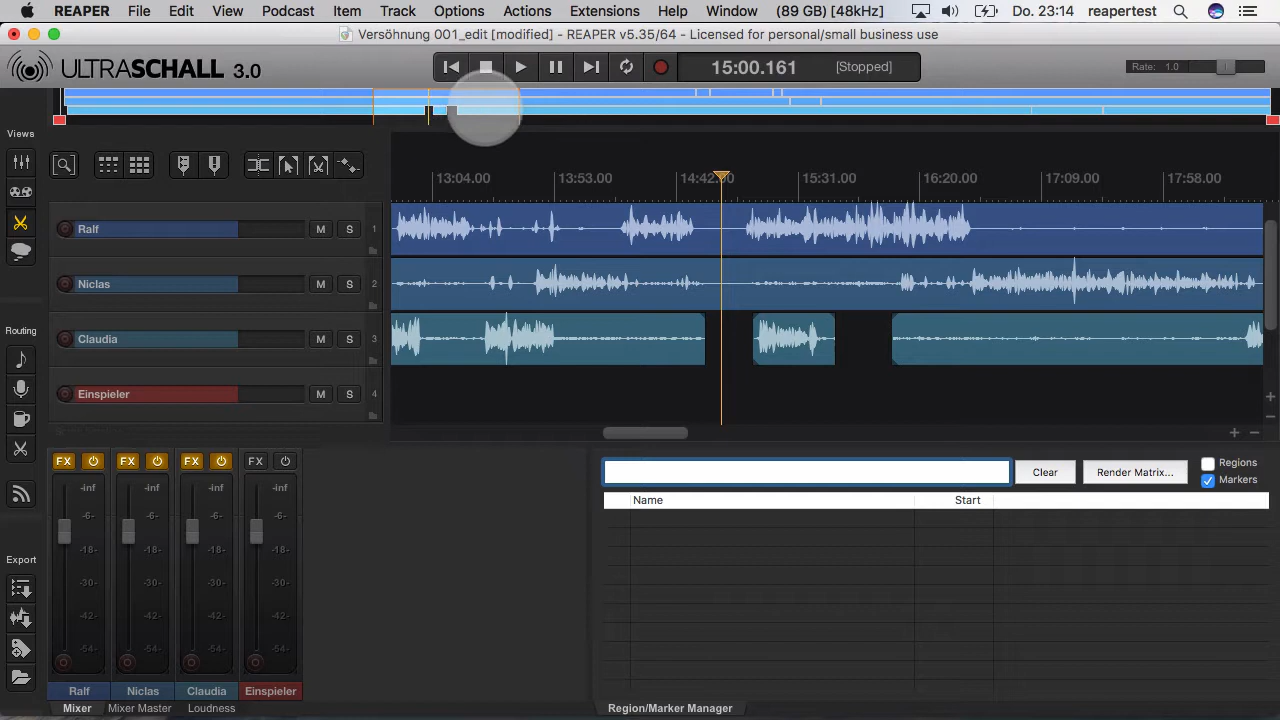 REAPER File Edit View Podcast Item Track Options Actions Extensions Help Window (89 GB) [48kHz] Do. 23:14 reapertest
Versöhnung 001_edit [modified] - REAPER v5.35/64 - Licensed for personal/small business use
ULTRASCHALL 3.0
15:00.161 [Stopped]
Rate: 1.0
Views
13:04.00 13:53.00 14:42.00 15:31.00 16:20.00 17:09.00 17:58.00
Ralf M S 1
Niclas M S 2
Claudia M S 3
Einspieler M S 4
Routing
Export
FX FX FX FX
-inf -inf -inf -inf
-6- -6- -6- -6-
-18- -18- -18- -18-
-30- -30- -30- -30-
-42- -42- -42- -42-
-54- -54- -54- -54-
Ralf Niclas Claudia Einspieler
Mixer Mixer Master Loudness
Clear Render Matrix... Regions
Markers
Name Start
Region/Marker Manager